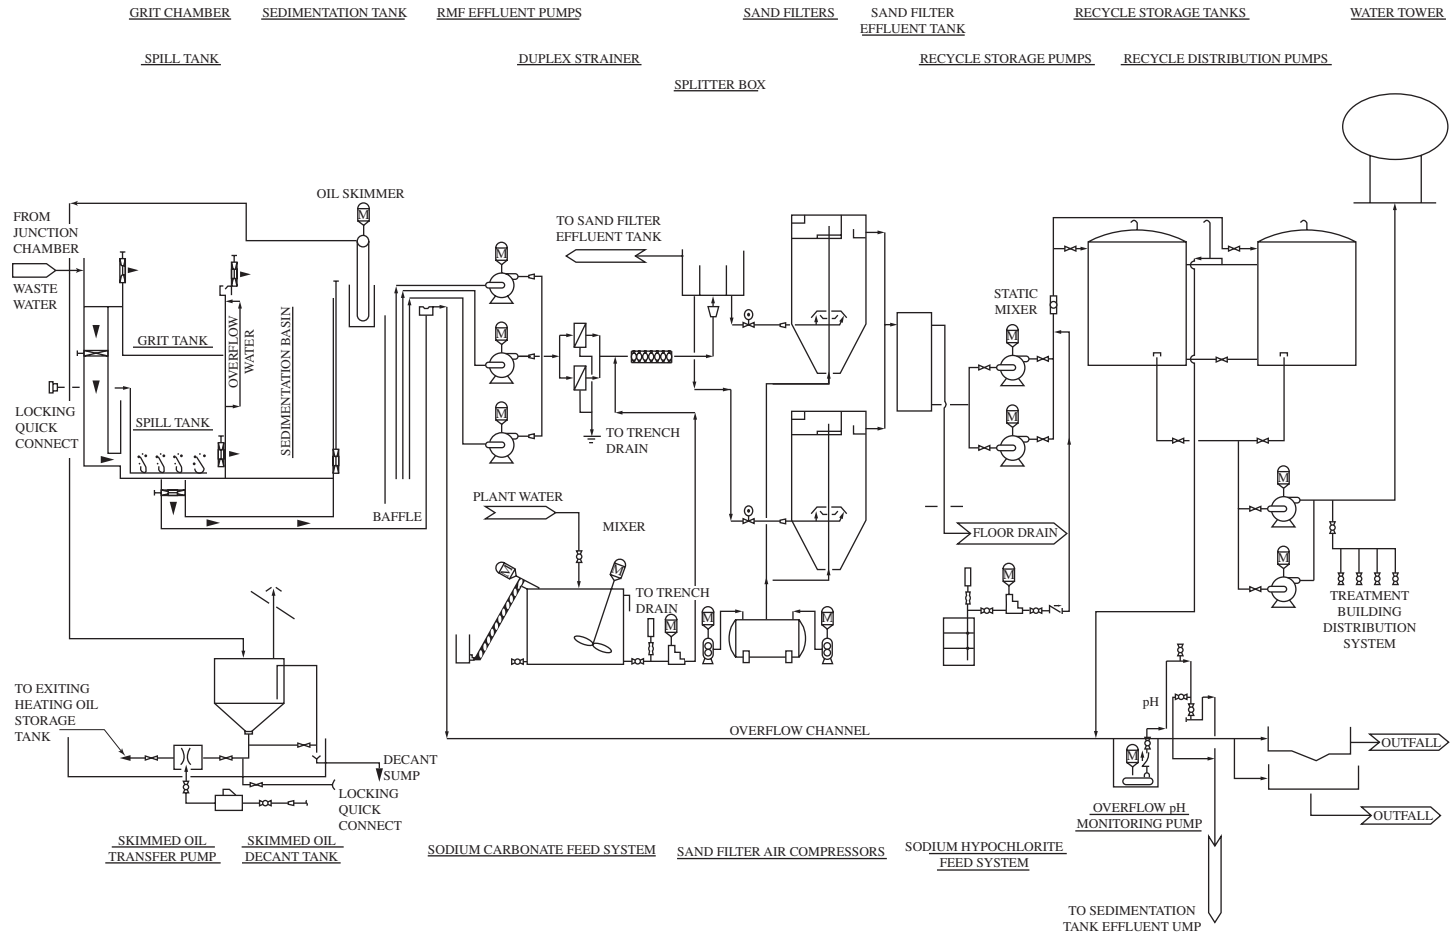 GRIT CHAMBER
SEDIMENTATION TANK
RMF EFFLUENT PUMPS
SAND FILTERS
SAND FILTER
EFFLUENT TANK
RECYCLE STORAGE TANKS
WATER TOWER
SPILL TANK
DUPLEX STRAINER
SPLITTER BOX
RECYCLE STORAGE PUMPS
RECYCLE DISTRIBUTION PUMPS
OIL SKIMMER
M
FROM
JUNCTION
CHAMBER
WASTE
WATER
GRIT TANK
OVERFLOW
WATER
SEDIMENTATION BASIN
LOCKING
QUICK
CONNECT
SPILL TANK
BAFFLE
M
M
M
TO SAND FILTER
EFFLUENT TANK
TO TRENCH
DRAIN
PLANT WATER
MIXER
M
M
TO TRENCH
DRAIN
M
M
M
STATIC
MIXER
M
M
FLOOR DRAIN
M
M
M
TREATMENT
BUILDING
DISTRIBUTION
SYSTEM
TO EXITING
HEATING OIL
STORAGE
TANK
DECANT
SUMP
LOCKING
QUICK
CONNECT
OVERFLOW CHANNEL
pH
M
OUTFALL
OUTFALL
OVERFLOW pH
MONITORING PUMP
SKIMMED OIL
TRANSFER PUMP
SKIMMED OIL
DECANT TANK
SODIUM CARBONATE FEED SYSTEM
SAND FILTER AIR COMPRESSORS
SODIUM HYPOCHLORITE
FEED SYSTEM
TO SEDIMENTATION
TANK EFFLUENT UMP